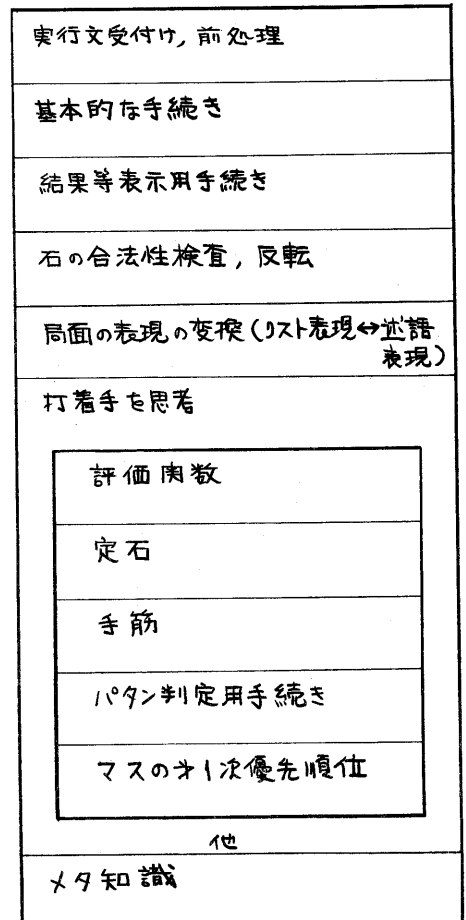 実行文受付け, 前処理
基本的な手続き
結果等表示用手続き
石の合法性検査, 反転
局面の表現の変換(リスト表現↔述語
表現)
打着手を思考
評価関数
定石
手筋
パタン判定用手続き
マスの才1次優先順位
他
メタ知識